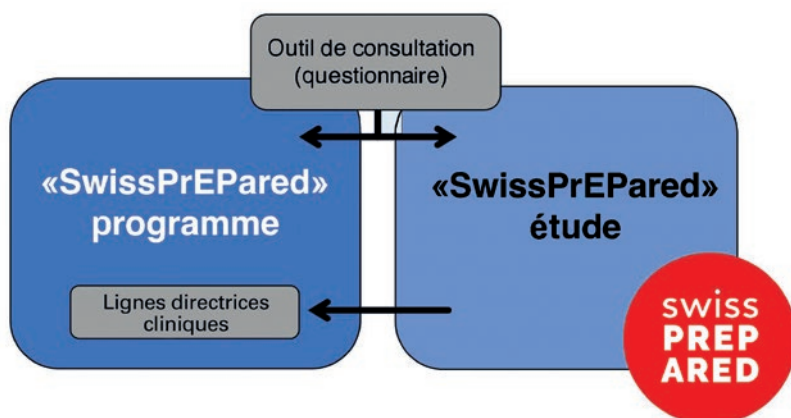 Outil de consultation
(questionnaire)
«SwissPrEPared»
programme
«SwissPrEPared»
étude
Lignes directrices
cliniques
swiss
PREP
ARED